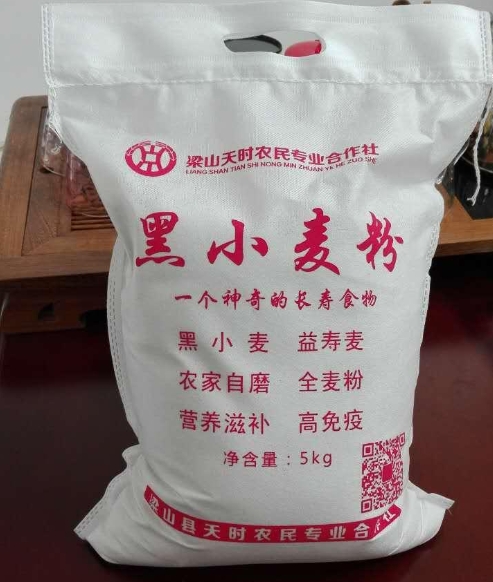 梁山天时农民专业合作社
LIANG SHAN TIAN SHI NONG MIN ZHUAN YE HE ZUO SHE
黑小麦粉
一个神奇的长寿食物
黑小麦 益寿麦
农家自磨 全麦粉
营养滋补 高免疫
净含量：5kg
梁山县天时农民专业合作社